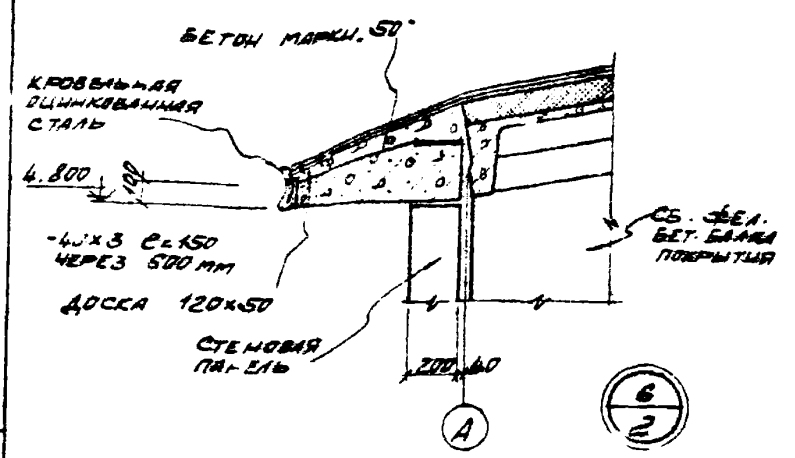 БЕТОН МАРКИ. 50
КРОВЕЛЬНАЯ
ОЦИНКОВАННАЯ
СТАЛЬ
4.800
100
-40×3 ℓ=150
ЧЕРЕЗ 500 ММ
ДОСКА 120×50
СТЕНОВАЯ
ПАНЕЛЬ
СБ. ЖЕЛ.
БЕТ. БАЛКА
ПОКРЫТИЯ
200 40
А
6
2